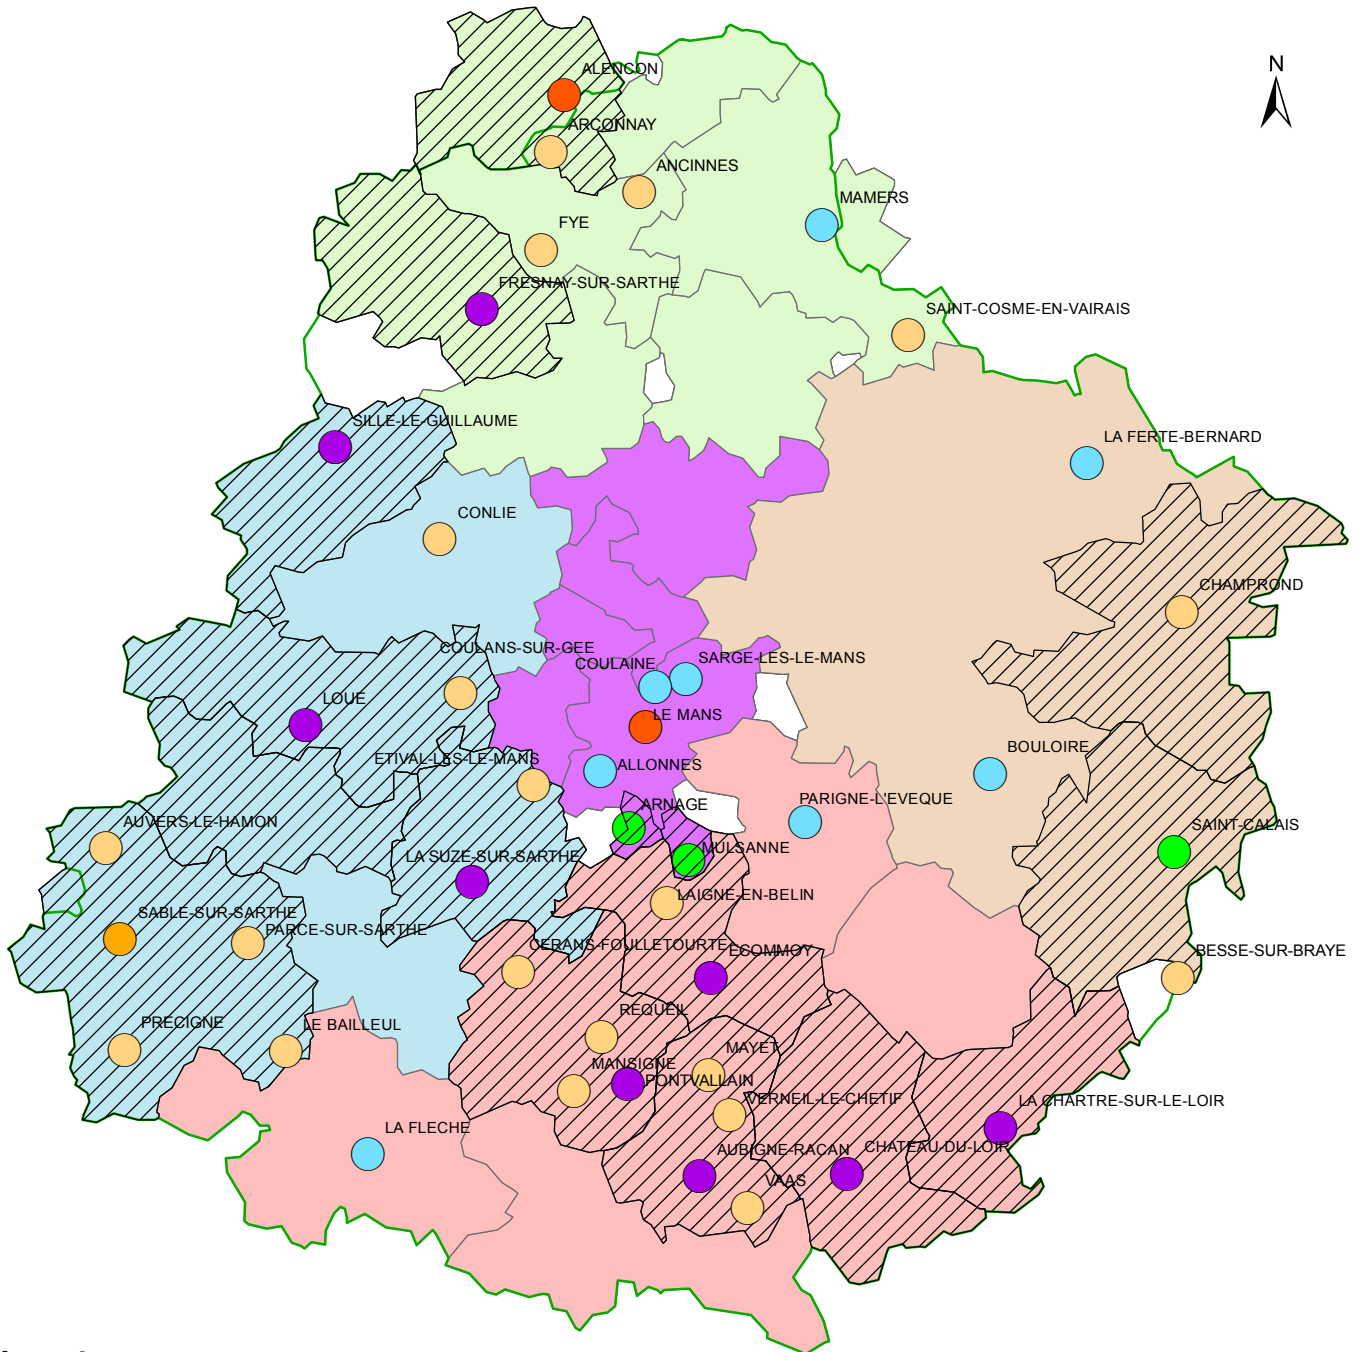 N
ALENCON
ARCONNAY
ANCINNES
MAMERS
FYE
FRESNAY-SUR-SARTHE
SAINT-COSME-EN-VAIRAIS
SILLE-LE-GUILLAUME
LA FERTE-BERNARD
CONLIE
CHAMPROND
COULANS-SUR-GEE
COULAINE
SARGE-LES-LE-MANS
LOUE
LE MANS
BOULOIRE
ETIVAL-LES-LE-MANS
ALLONNES
PARIGNE-L'EVEQUE
ARNAGE
AUVERS-LE-HAMON
SAINT-CALAIS
MULSANNE
LA SUZE-SUR-SARTHE
LAIGNE-EN-BELIN
SABLE-SUR-SARTHE
PARCE-SUR-SARTHE
CERANS-FOULLETOURTE
ECOMMOY
BESSE-SUR-BRAYE
REQUEIL
PRECIGNE
LE BAILLEUL
MAYET
MANSIGNE
PONTVALLAIN
VERNEIL-LE-CHETIF
LA CHARTRE-SUR-LE-LOIR
LA FLECHE
AUBIGNE-RACAN
CHATEAU-DU-LOIR
VAAS